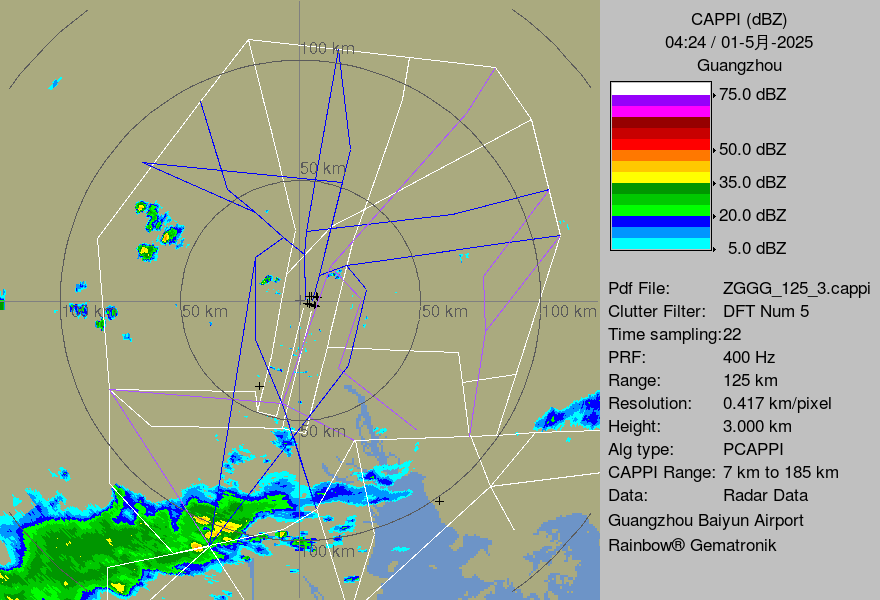 CAPPI (dBZ)
04:24 / 01-5月-2025
Guangzhou
75.0 dBZ
50.0 dBZ
35.0 dBZ
20.0 dBZ
5.0 dBZ
Pdf File: ZGGG_125_3.cappi
Clutter Filter: DFT Num 5
Time sampling:22
PRF: 400 Hz
Range: 125 km
Resolution: 0.417 km/pixel
Height: 3.000 km
Alg type: PCAPPI
CAPPI Range: 7 km to 185 km
Data: Radar Data
Guangzhou Baiyun Airport
Rainbow® Gematronik
100 km
50 km
100 km
50 km
50 km
100 km
50 km
100 km